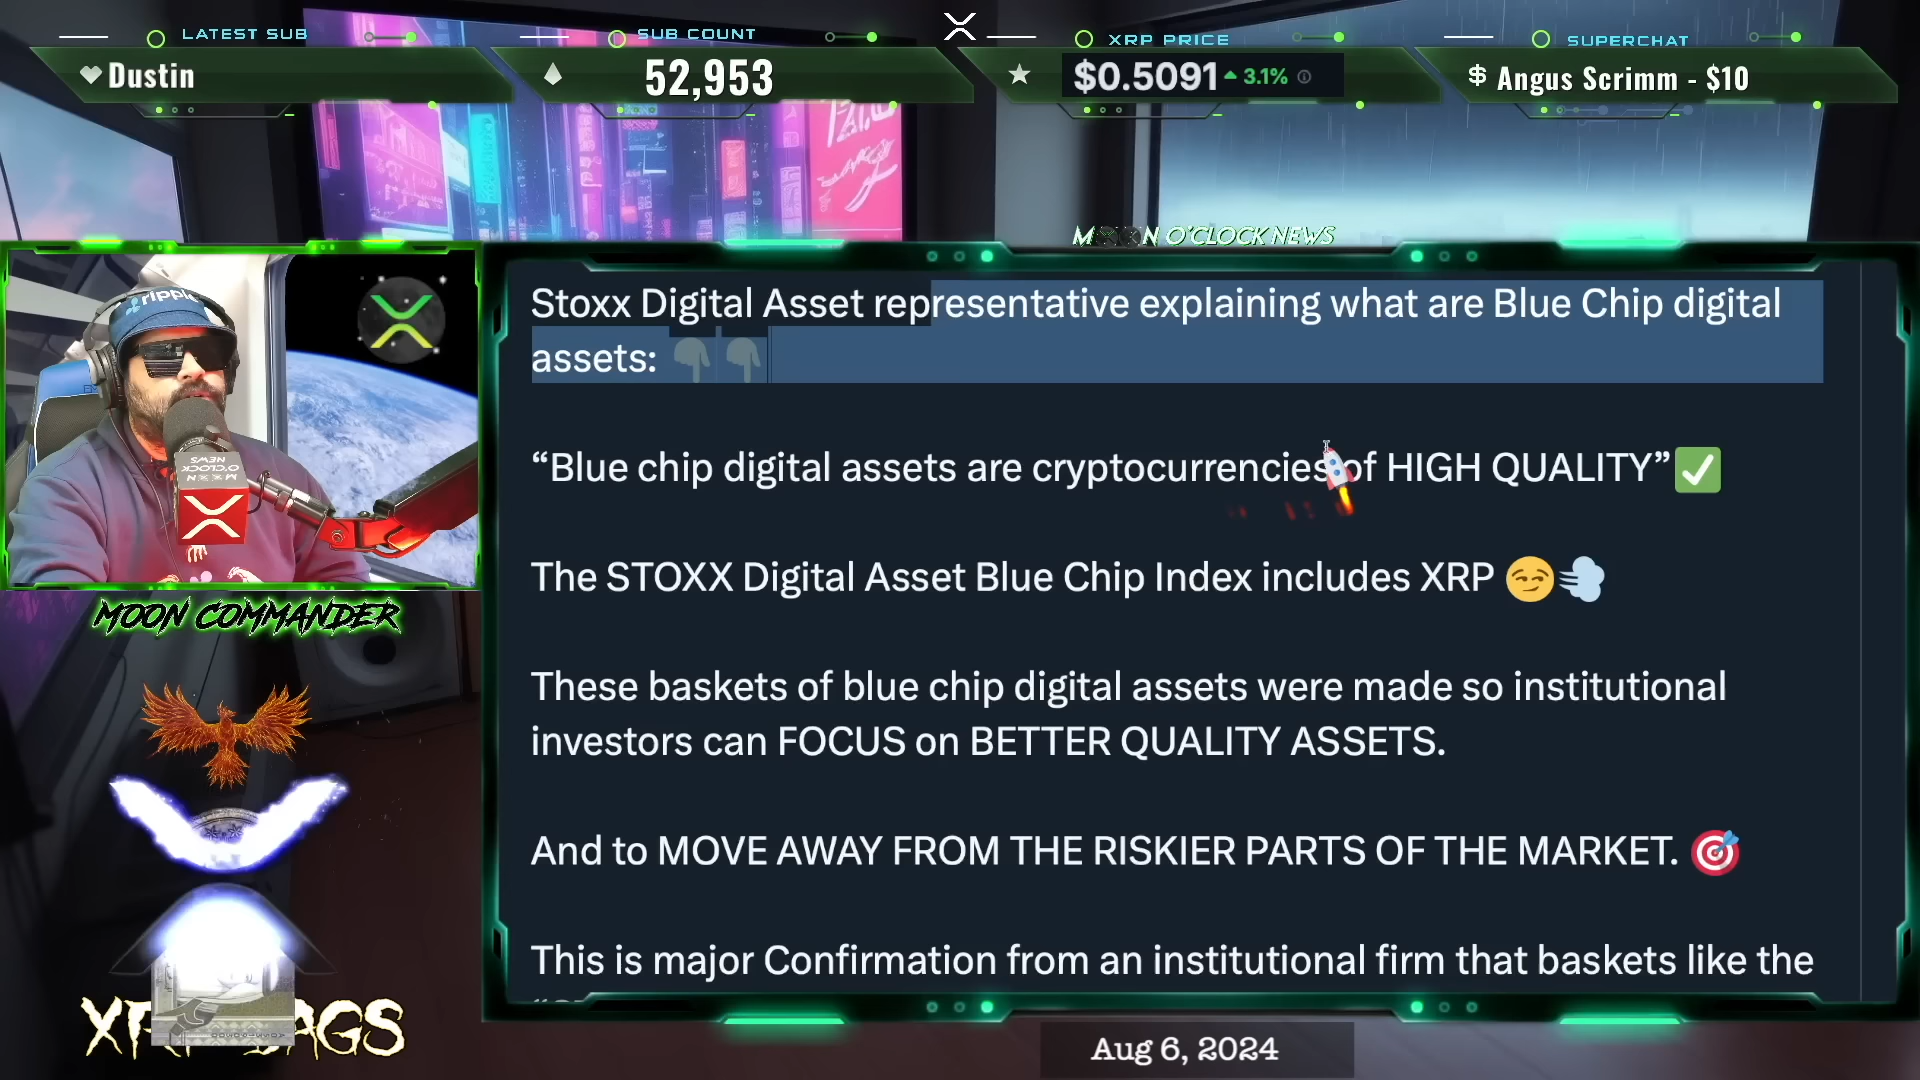 LATEST SUB
Dustin
SUB COUNT
52,953
XRP PRICE
$0.5091 3.1%
SUPERCHAT
Angus Scrimm - $10
O'CLOCK NEWS
ripple
MOON COMMANDER
Stoxx Digital Asset representative explaining what are Blue Chip digital
assets: 👇👇
“Blue chip digital assets are cryptocurrencies of HIGH QUALITY”✅
The STOXX Digital Asset Blue Chip Index includes XRP 😏💨
These baskets of blue chip digital assets were made so institutional
investors can FOCUS on BETTER QUALITY ASSETS.
And to MOVE AWAY FROM THE RISKIER PARTS OF THE MARKET. 🎯
This is major Confirmation from an institutional firm that baskets like the
Aug 6, 2024